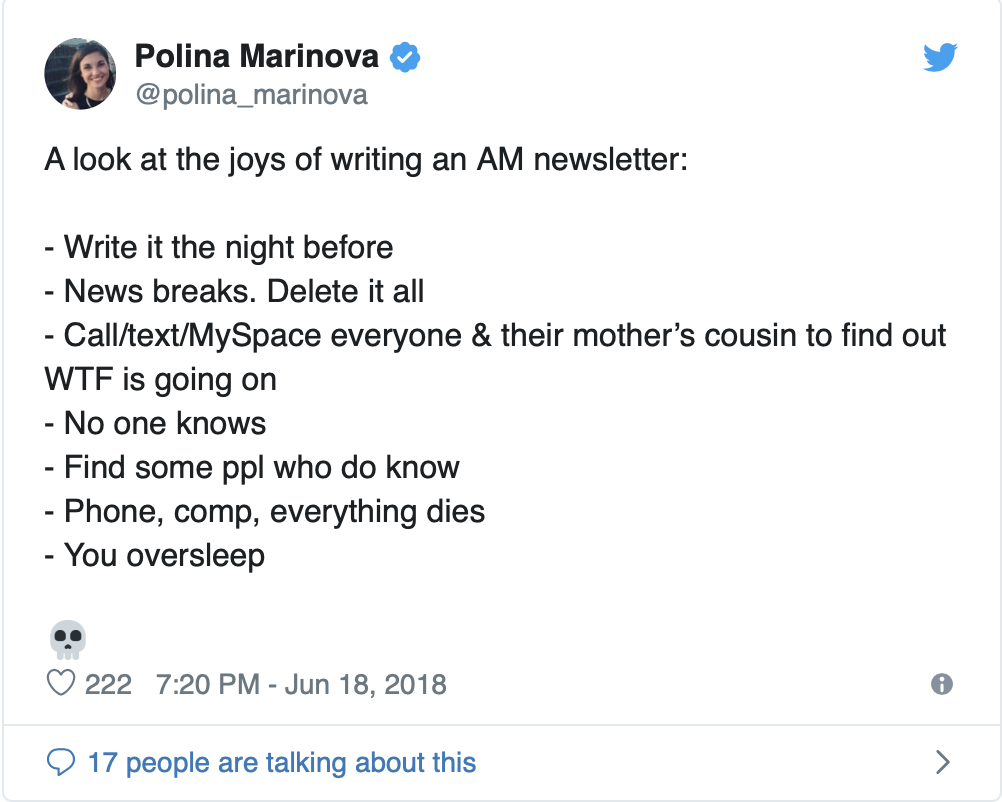 Polina Marinova
@polina_marinova
A look at the joys of writing an AM newsletter:
- Write it the night before
- News breaks. Delete it all
- Call/text/MySpace everyone & their mother’s cousin to find out
WTF is going on
- No one knows
- Find some ppl who do know
- Phone, comp, everything dies
- You oversleep
💀
222 7:20 PM - Jun 18, 2018
17 people are talking about this